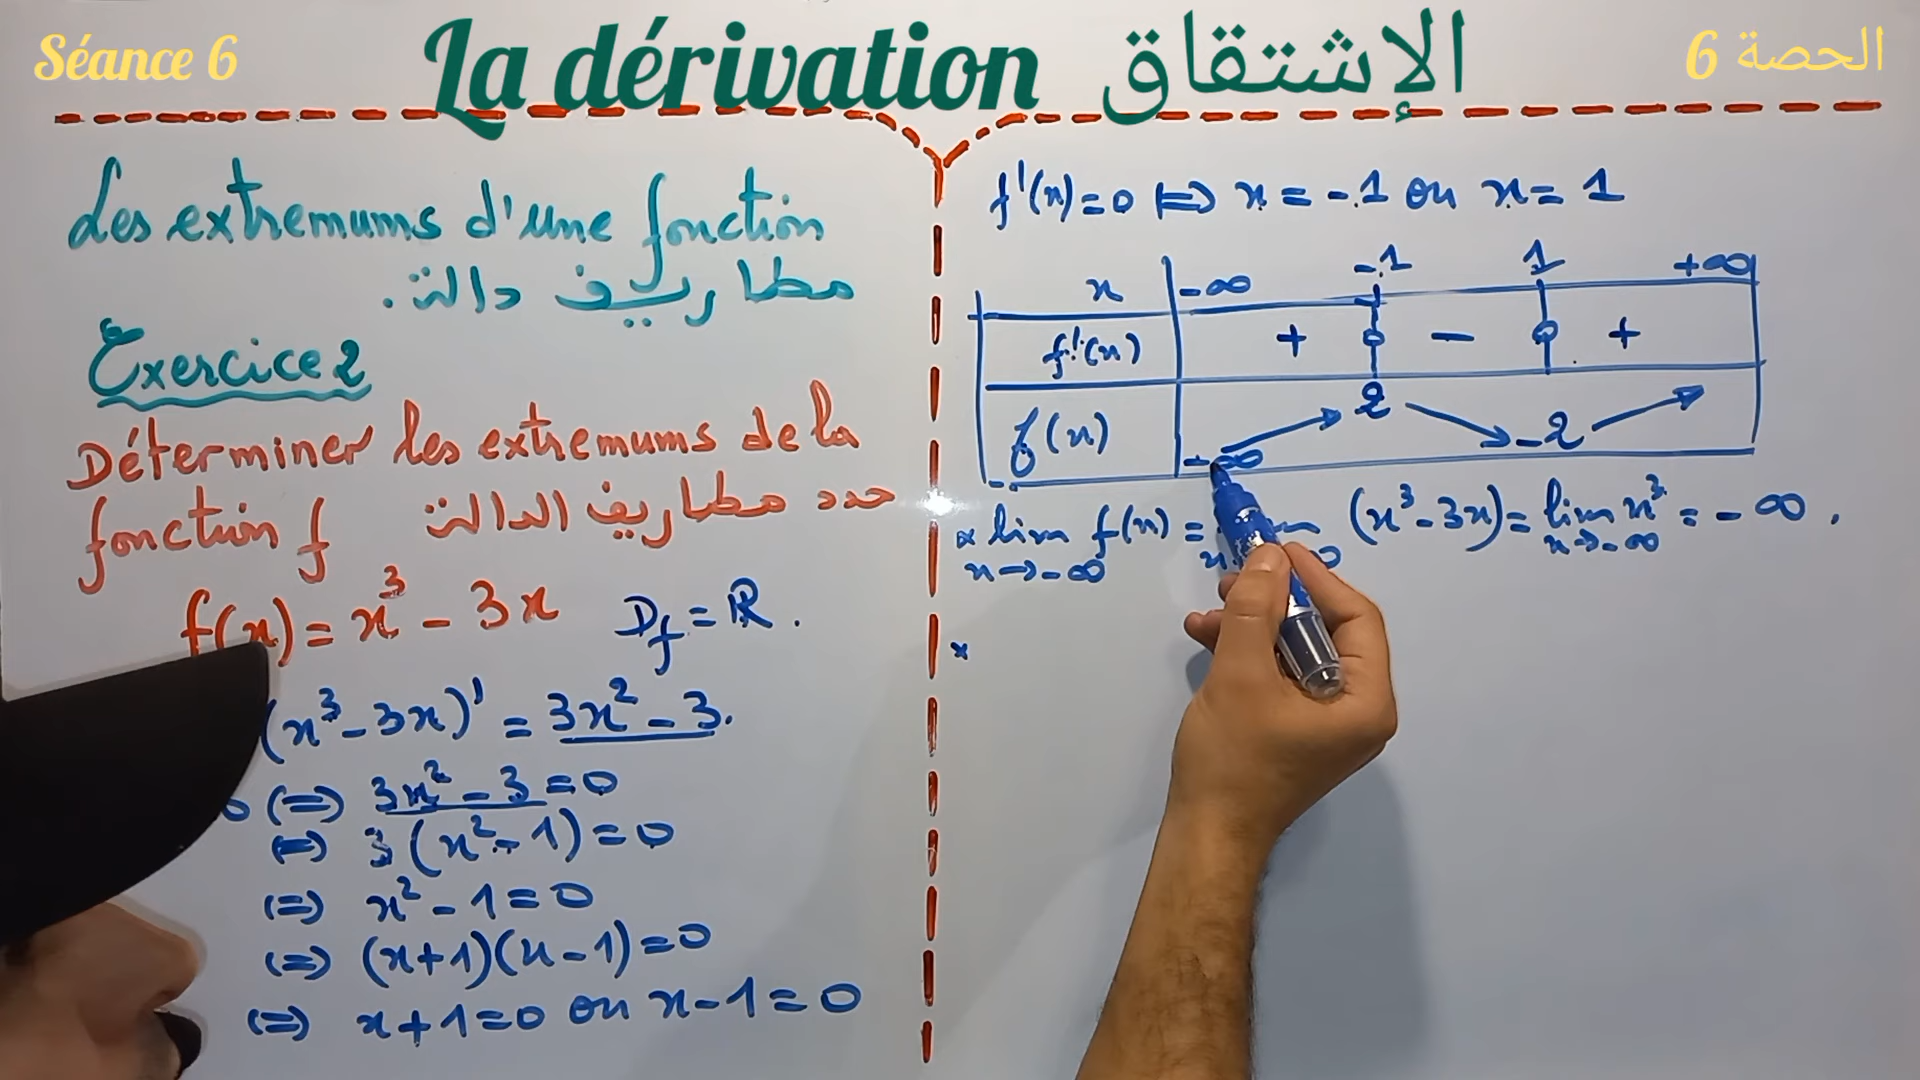 Séance 6
La dérivation الإشتقاق
الحصة 6
Les extremums d'une fonction
مطاريف دالة.
Exercice 2
Déterminer les extremums de la
fonction f حدد مطاريف الدالة
f(x) = x³ - 3x Df = ℝ.
(x³ - 3x)' = 3x² - 3.
0 (=) 3x² - 3 = 0
(=) 3(x² - 1) = 0
(=) x² - 1 = 0
(=) (x+1)(x-1) = 0
(=) x+1=0 ou x-1=0
f'(x)=0 (=) x = -1 ou x = 1
x -∞ -1 1 +∞
f'(x) + 0 - 0 +
f(x) -∞ 2 -2
* lim f(x) = (x³ - 3x) = lim x³ = -∞.
x→-∞ x→-∞
*